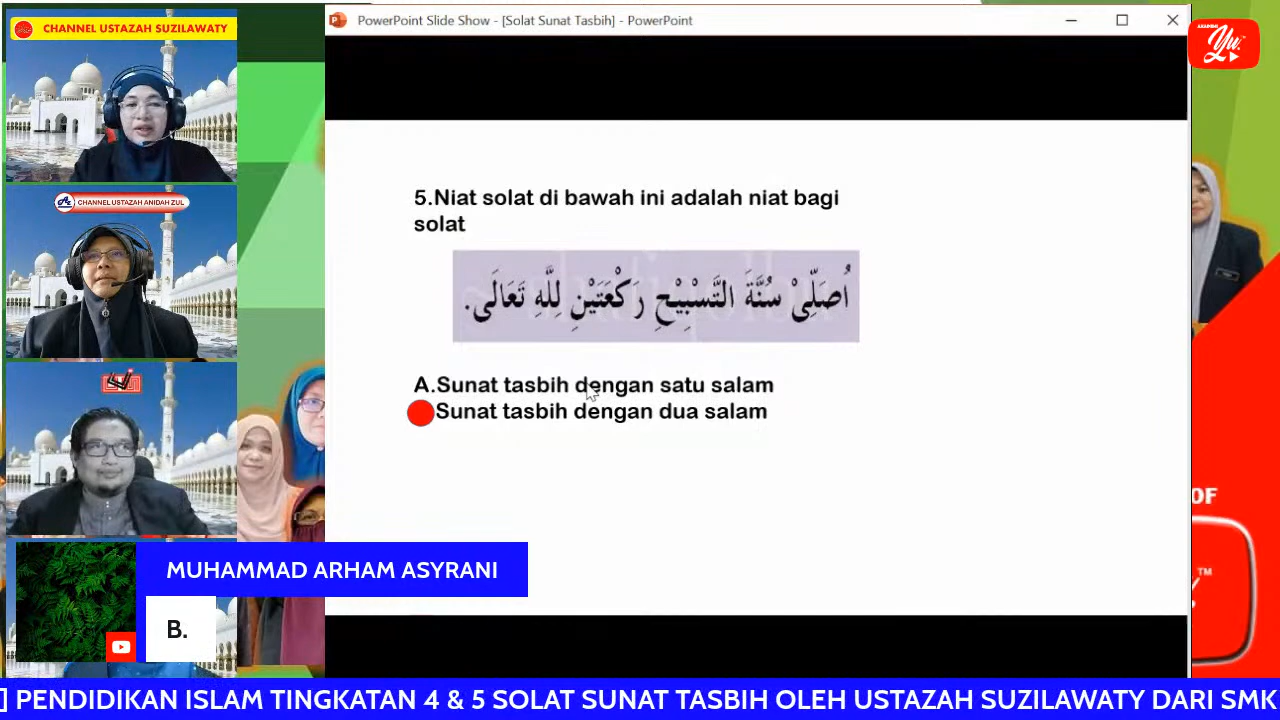 CHANNEL USTAZAH SUZILAWATY
CHANNEL USTAZAH ANIDAH ZUL
PowerPoint Slide Show - [Solat Sunat Tasbih] - PowerPoint
5.Niat solat di bawah ini adalah niat bagi
solat
اُصَلِّىْ سُنَّةَ التَّسْبِيْحِ رَكْعَتَيْنِ لِلَّهِ تَعَالَى.
A.Sunat tasbih dengan satu salam
Sunat tasbih dengan dua salam
MUHAMMAD ARHAM ASYRANI
B.
OF
TM
] PENDIDIKAN ISLAM TINGKATAN 4 & 5 SOLAT SUNAT TASBIH OLEH USTAZAH SUZILAWATY DARI SMK